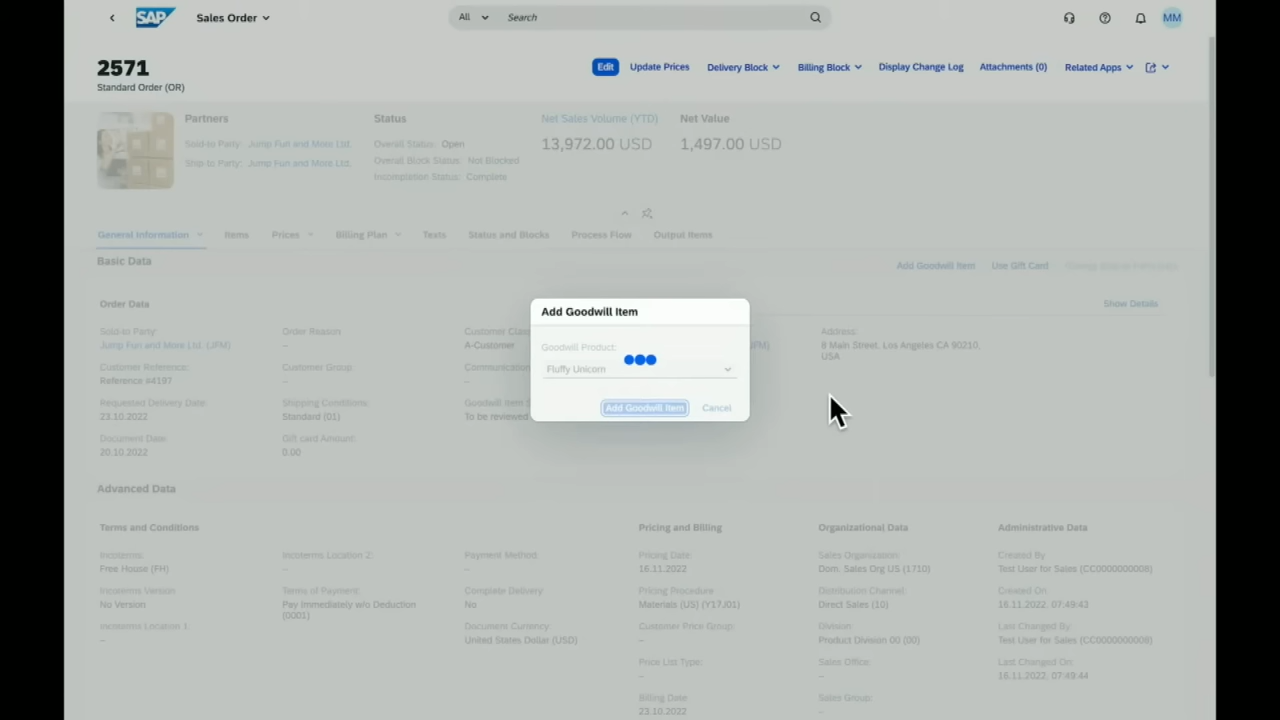 SAP
Sales Order
All
Search
MM
2571
Standard Order (OR)
Edit
Update Prices
Delivery Block
Billing Block
Display Change Log
Attachments (0)
Related Apps
Partners
Sold-to Party: Jump Fun and More Ltd.
Ship-to Party: Jump Fun and More Ltd.
Status
Overall Status: Open
Overall Block Status: Not Blocked
Incompletion Status: Complete
Net Sales Volume (YTD)
13,972.00 USD
Net Value
1,497.00 USD
General Information
Items
Prices
Billing Plan
Texts
Status and Blocks
Process Flow
Output Items
Basic Data
Add Goodwill Item
Use Gift Card
Order Data
Show Details
Sold-to Party:
Jump Fun and More Ltd. (JFM)
Customer Reference:
Reference #4197
Requested Delivery Date:
23.10.2022
Document Date:
20.10.2022
Order Reason
–
Customer Group:
–
Shipping Conditions:
Standard (01)
Gift card Amount:
0.00
Customer Clas
A-Customer
Communication
Goodwill Item S
To be reviewed
Address:
8 Main Street, Los Angeles CA 90210,
USA
Add Goodwill Item
Goodwill Product:
Fluffy Unicorn
Add Goodwill Item
Cancel
Advanced Data
Terms and Conditions
Incoterms:
Free House (FH)
Incoterms Version
No Version
Incoterms Location 1:
–
Incoterms Location 2:
–
Terms of Payment:
Pay Immediately w/o Deduction
(0001)
Payment Method:
–
Complete Delivery
No
Document Currency:
United States Dollar (USD)
Pricing and Billing
Pricing Date:
16.11.2022
Pricing Procedure
Materials (US) (Y17J01)
Customer Price Group:
–
Price List Type:
–
Billing Date:
23.10.2022
Organizational Data
Sales Organization:
Dom. Sales Org US (1710)
Distribution Channel:
Direct Sales (10)
Division:
Product Division 00 (00)
Sales Office:
–
Sales Group:
–
Administrative Data
Created By
Test User for Sales (CC0000000008)
Created On:
16.11.2022, 07:49:43
Last Changed By:
Test User for Sales (CC0000000008)
Last Changed On:
16.11.2022, 07:49:44